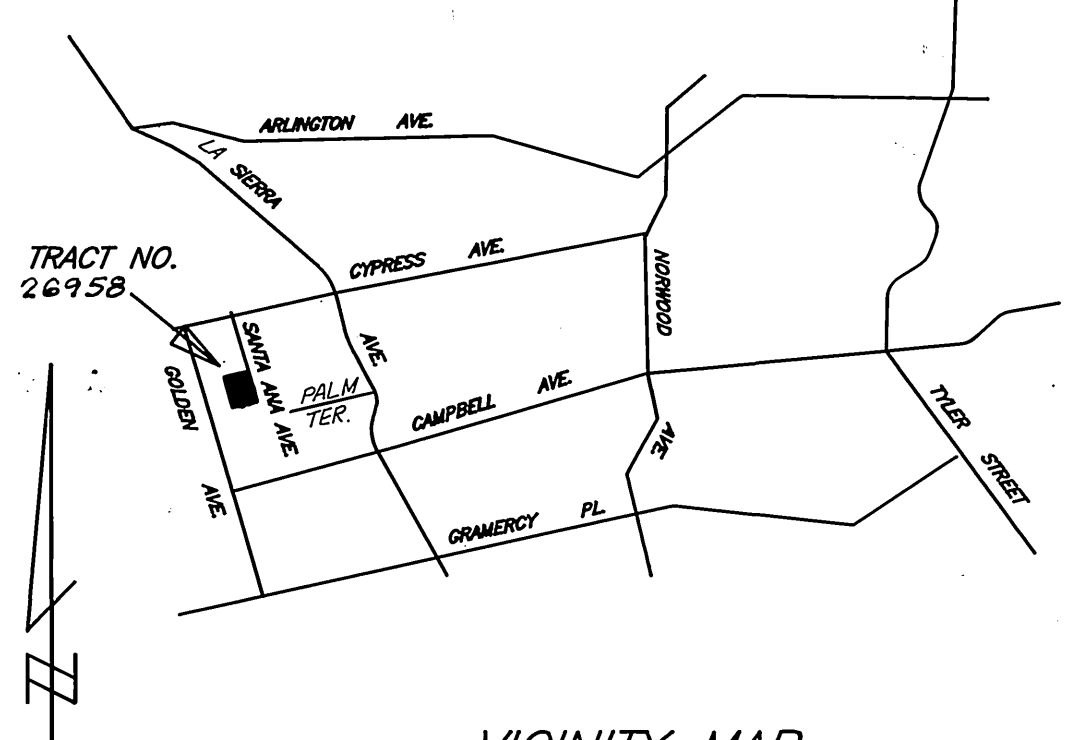 ARLINGTON AVE.
LA SIERRA
TRACT NO.
26958
CYPRESS AVE.
NORWOOD
SANTA ANA AVE.
AVE.
GOLDEN
PALM
TER.
CAMPBELL AVE.
TYLER
STREET
AVE.
AVE.
GRAMERCY PL.
N
VICINITY MAP